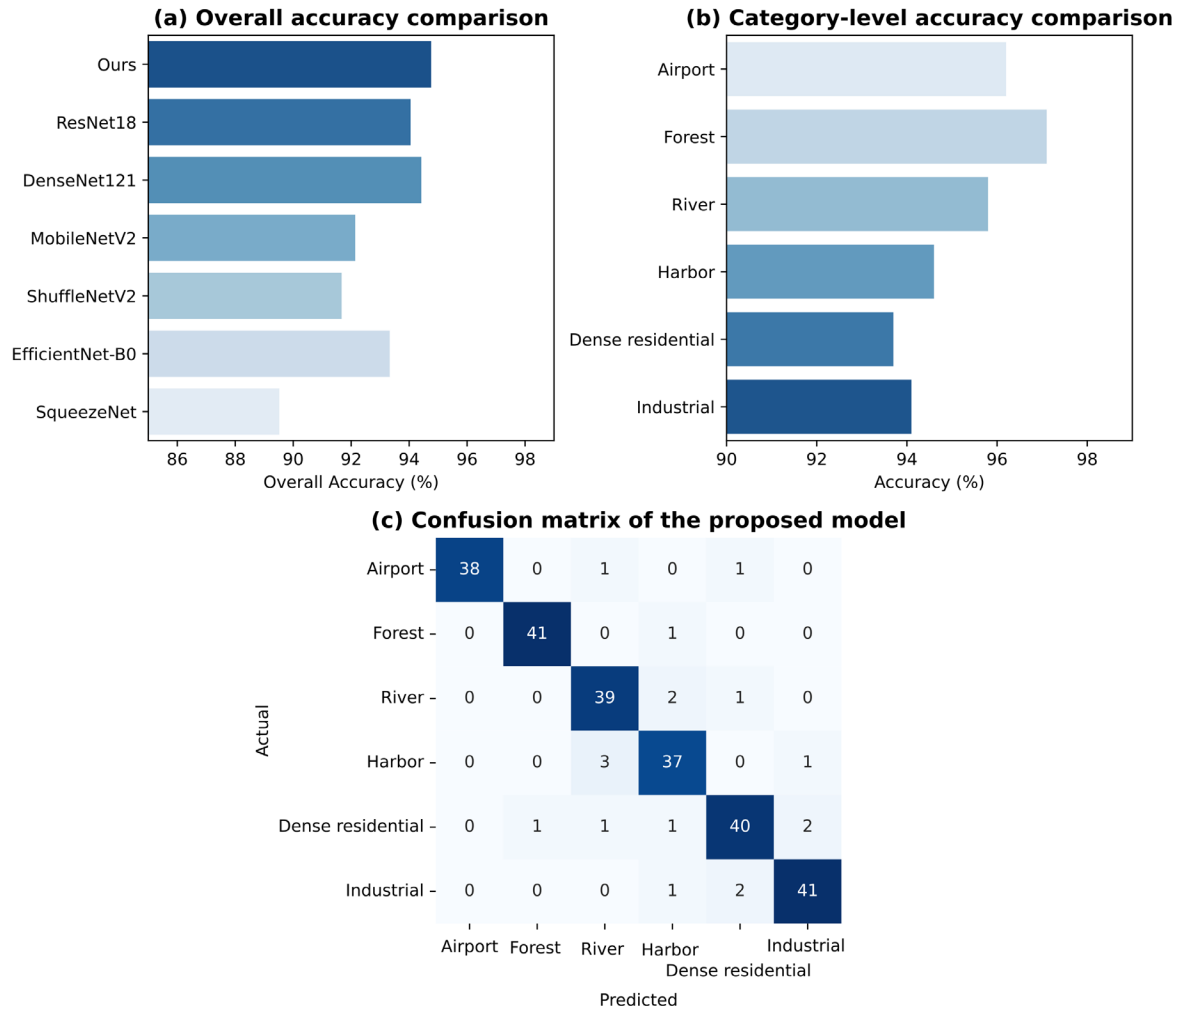 (a) Overall accuracy comparison
Ours
ResNet18
DenseNet121
MobileNetV2
ShuffleNetV2
EfficientNet-B0
SqueezeNet
86 88 90 92 94 96 98
Overall Accuracy (%)
(b) Category-level accuracy comparison
Airport
Forest
River
Harbor
Dense residential
Industrial
90 92 94 96 98
Accuracy (%)
(c) Confusion matrix of the proposed model
Actual
Airport 38 0 1 0 1 0
Forest 0 41 0 1 0 0
River 0 0 39 2 1 0
Harbor 0 0 3 37 0 1
Dense residential 0 1 1 1 40 2
Industrial 0 0 0 1 2 41
Airport Forest River Harbor Industrial
Dense residential
Predicted